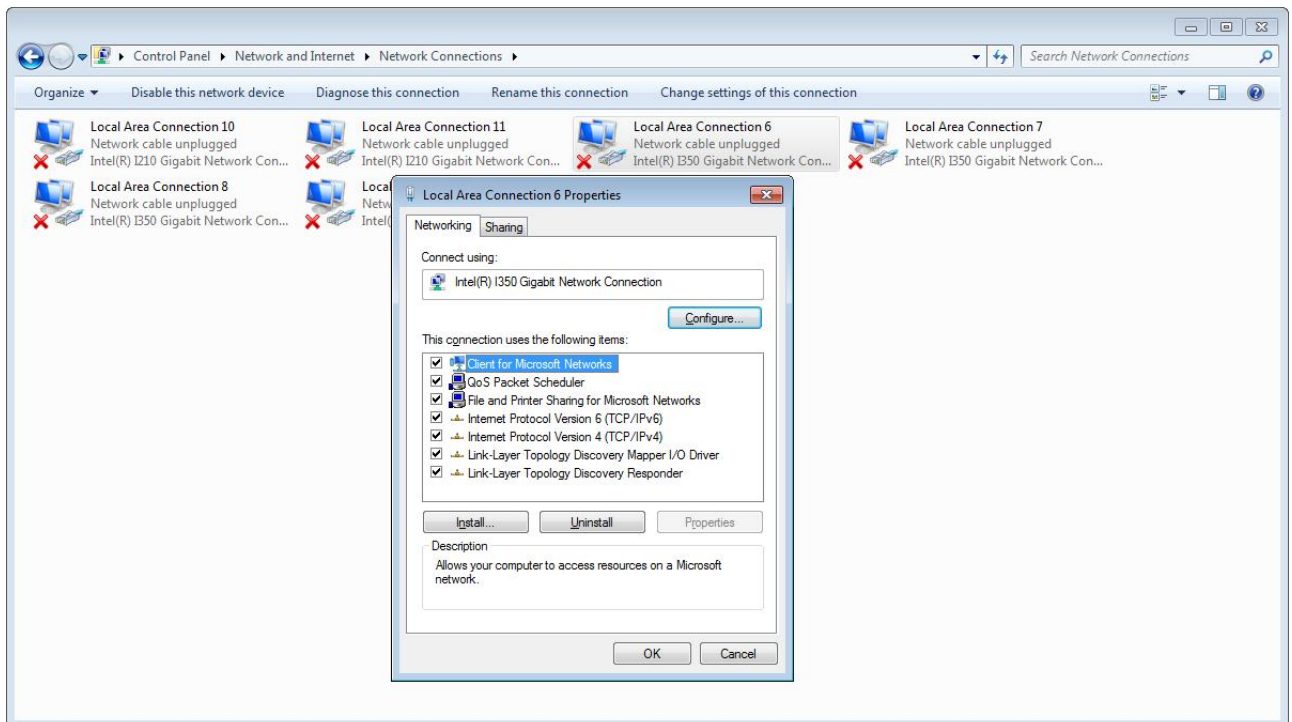 Control Panel ▸ Network and Internet ▸ Network Connections ▸
Search Network Connections
Organize Disable this network device Diagnose this connection Rename this connection Change settings of this connection
Local Area Connection 10
Network cable unplugged
Intel(R) I210 Gigabit Network Con...
Local Area Connection 11
Network cable unplugged
Intel(R) I210 Gigabit Network Con...
Local Area Connection 6
Network cable unplugged
Intel(R) I350 Gigabit Network Con...
Local Area Connection 7
Network cable unplugged
Intel(R) I350 Gigabit Network Con...
Local Area Connection 8
Network cable unplugged
Intel(R) I350 Gigabit Network Con...
Local
Netw
Intel(
Local Area Connection 6 Properties
Networking Sharing
Connect using:
Intel(R) I350 Gigabit Network Connection
Configure...
This connection uses the following items:
Client for Microsoft Networks
QoS Packet Scheduler
File and Printer Sharing for Microsoft Networks
Internet Protocol Version 6 (TCP/IPv6)
Internet Protocol Version 4 (TCP/IPv4)
Link-Layer Topology Discovery Mapper I/O Driver
Link-Layer Topology Discovery Responder
Install... Uninstall Properties
Description
Allows your computer to access resources on a Microsoft
network.
OK Cancel